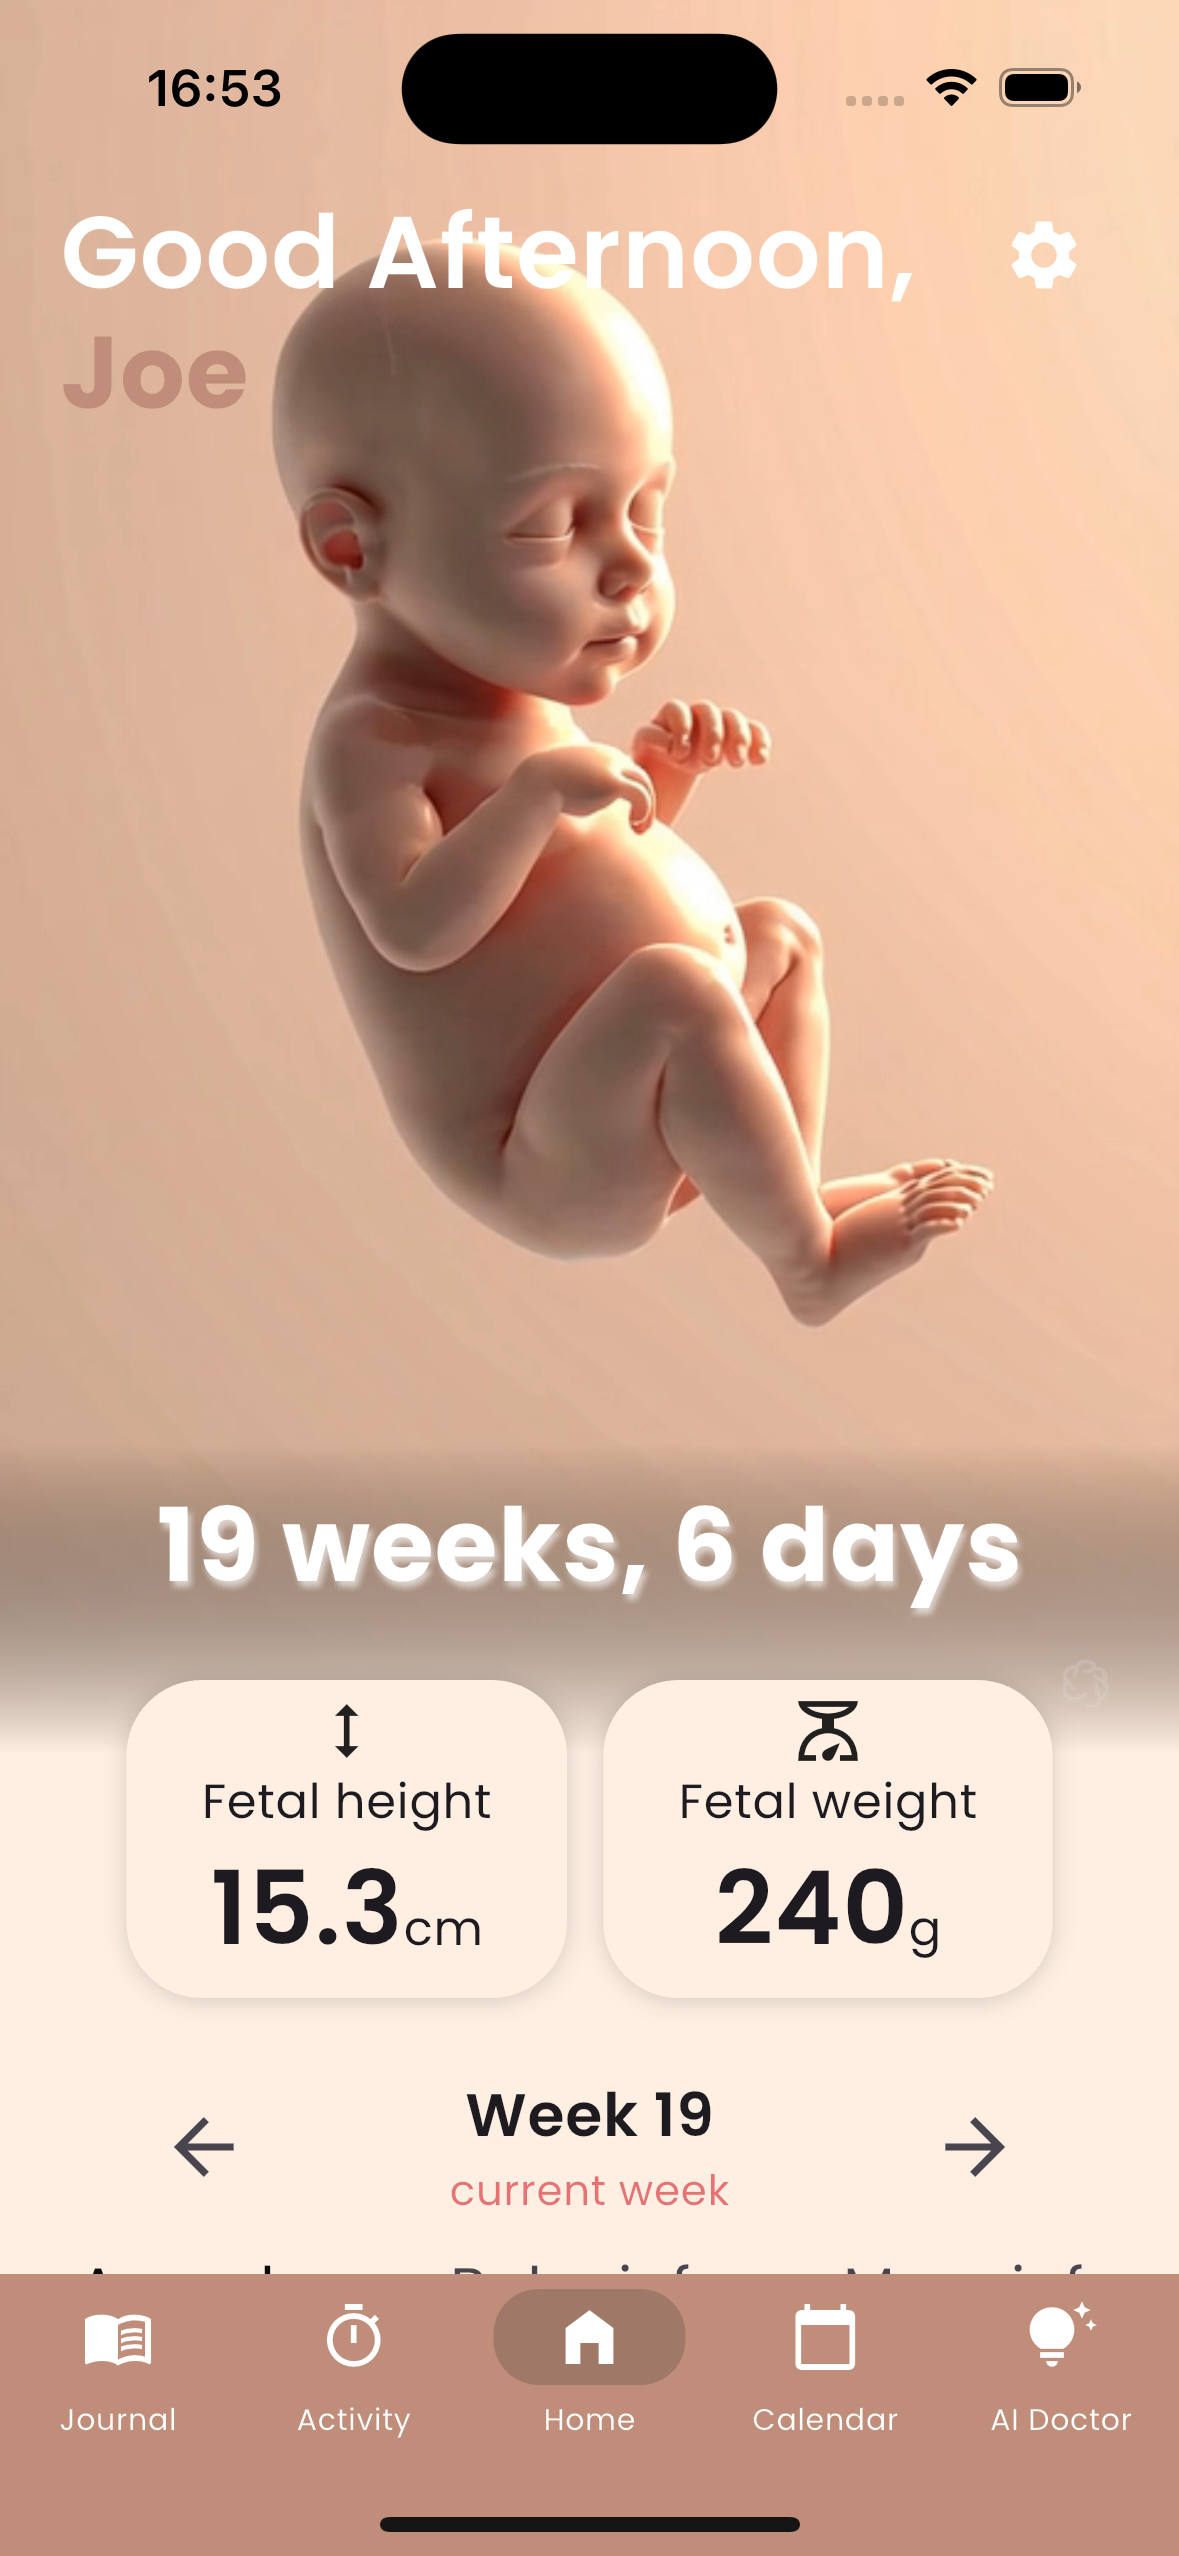 16:53
Good Afternoon,
Joe
19 weeks, 6 days
Fetal height
15.3cm
Fetal weight
240g
Week 19
current week
Journal
Activity
Home
Calendar
AI Doctor